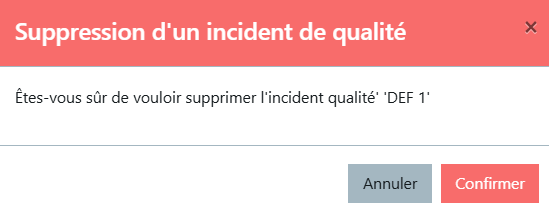 Suppression d'un incident de qualité
×
Êtes-vous sûr de vouloir supprimer l'incident qualité' 'DEF 1'
Annuler Confirmer